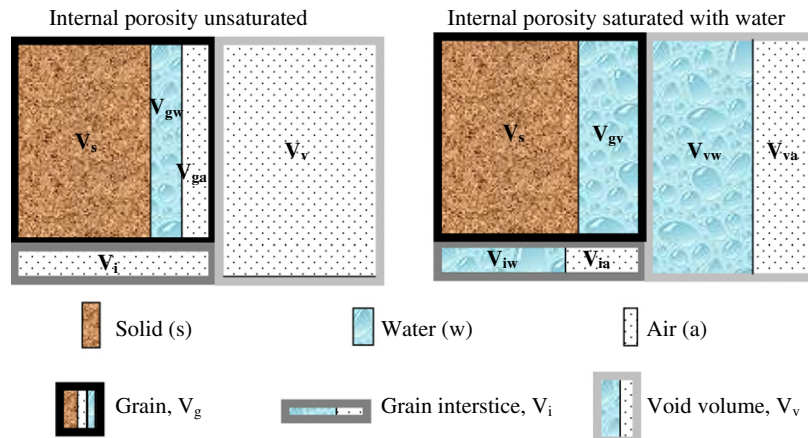 Internal porosity unsaturated
Internal porosity saturated with water
Vs
Vgw
Vga
Vv
Vi
Vs
Vgv
Vvw
Vva
Viw
Via
Solid (s)
Water (w)
Air (a)
Grain, Vg
Grain interstice, Vi
Void volume, Vv